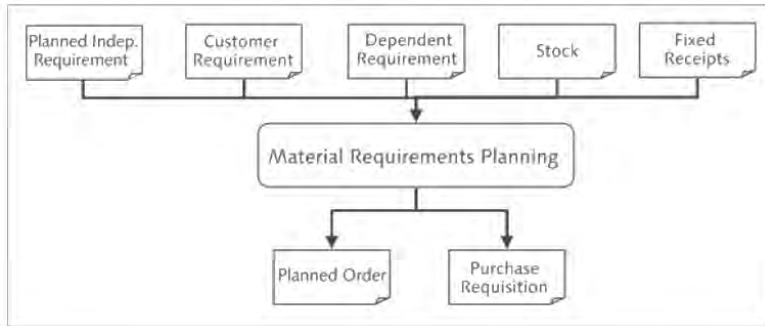 Planned Indep.
Requirement
Customer
Requirement
Dependent
Requirement
Stock
Fixed
Receipts
Material Requirements Planning
Planned Order
Purchase
Requisition